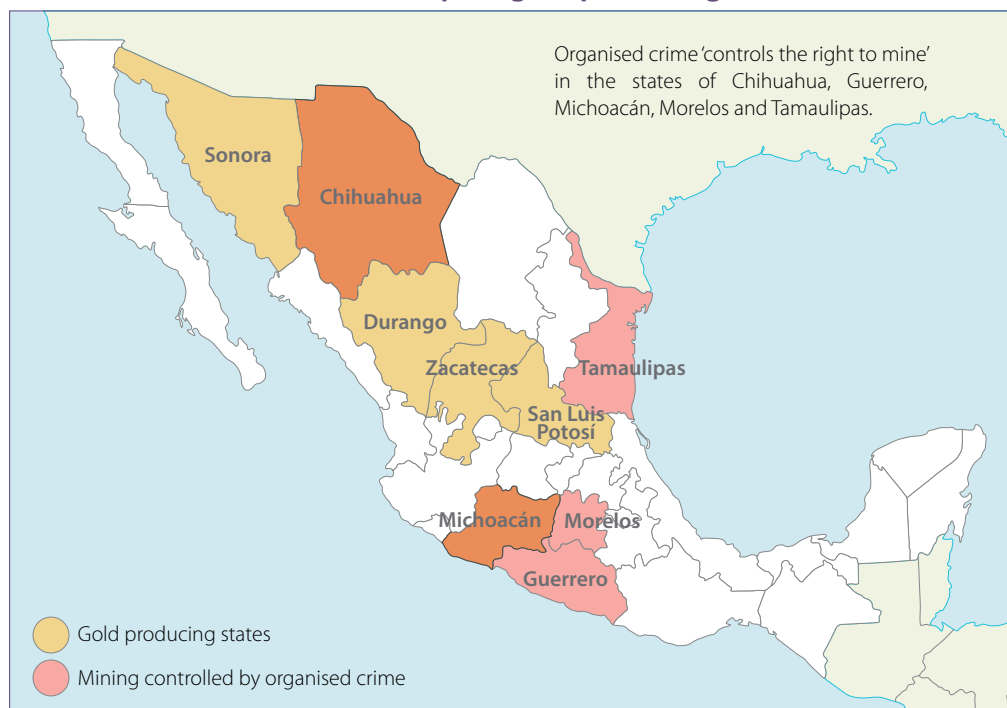 Organised crime ‘controls the right to mine’
in the states of Chihuahua, Guerrero,
Michoacán, Morelos and Tamaulipas.
Sonora
Chihuahua
Durango
Zacatecas
Tamaulipas
San Luis
Potosí
Michoacán
Morelos
Guerrero
Gold producing states
Mining controlled by organised crime